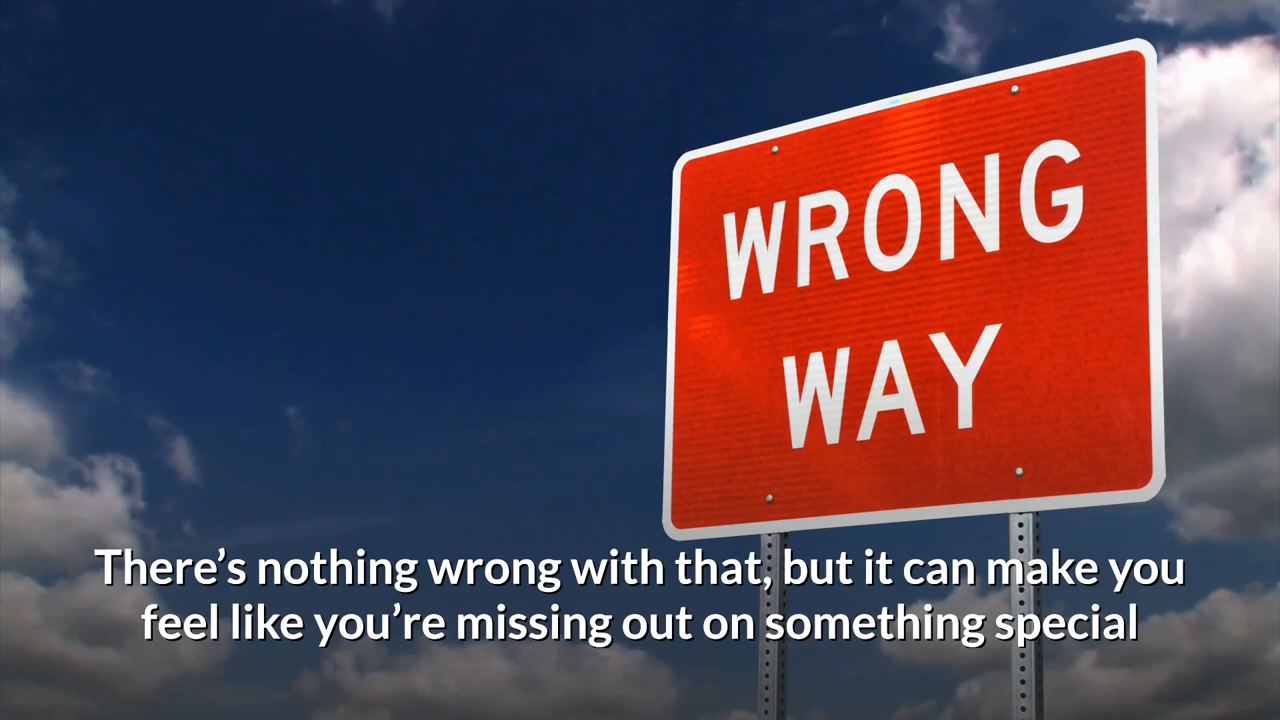 WRONG
WAY
There’s nothing wrong with that, but it can make you
feel like you’re missing out on something special